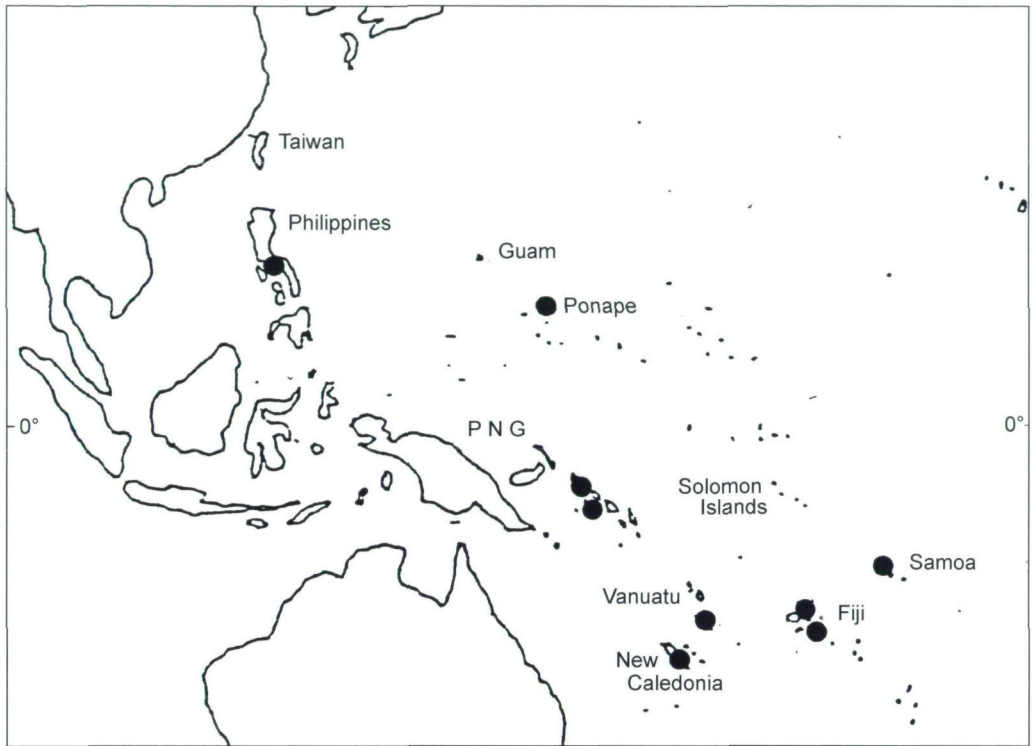 Taiwan
Philippines
Guam
Ponape
0°
P N G
0°
Solomon
Islands
Samoa
Vanuatu
Fiji
New
Caledonia